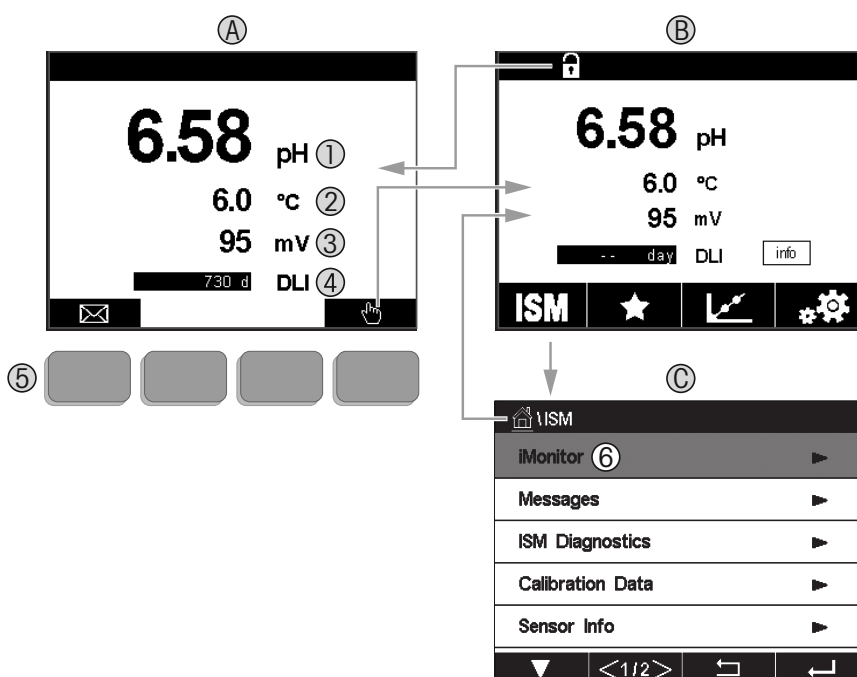 A
6.58 pH 1
6.0 °C 2
95 mV 3
730 d DLI 4
5
B
6.58 pH
6.0 °C
95 mV
-- day DLI info
ISM
C
\ISM
iMonitor 6
Messages
ISM Diagnostics
Calibration Data
Sensor Info
<1/2>